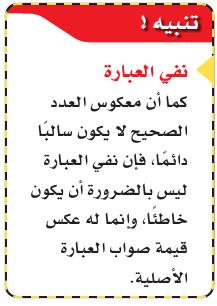 تنبيه !
نفي العبارة
كما أن معكوس العدد
الصحيح لا يكون سالبًا
دائمًا، فإن نفي العبارة
ليس بالضرورة أن يكون
خاطئًا، وإنما له عكس
قيمة صواب العبارة
الأصلية.